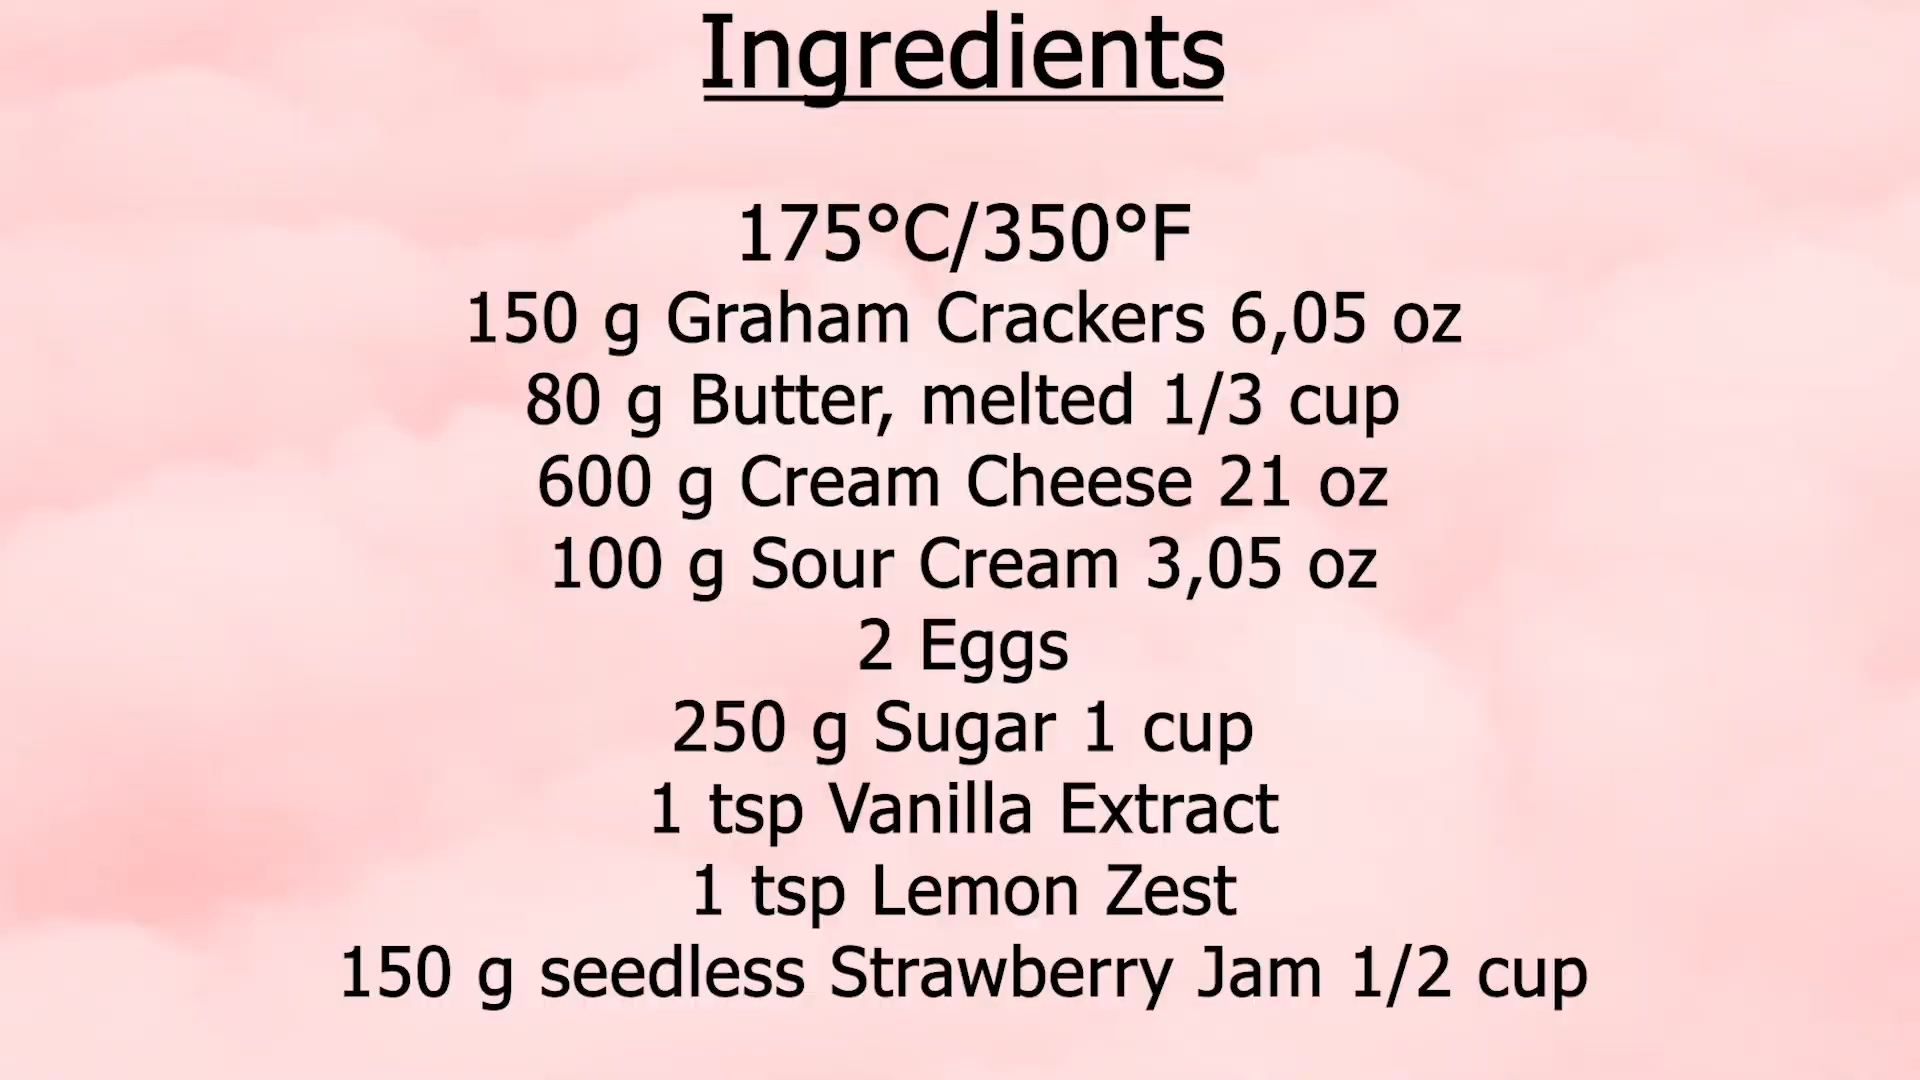 Ingredients
175°C/350°F
150 g Graham Crackers 6,05 oz
80 g Butter, melted 1/3 cup
600 g Cream Cheese 21 oz
100 g Sour Cream 3,05 oz
2 Eggs
250 g Sugar 1 cup
1 tsp Vanilla Extract
1 tsp Lemon Zest
150 g seedless Strawberry Jam 1/2 cup